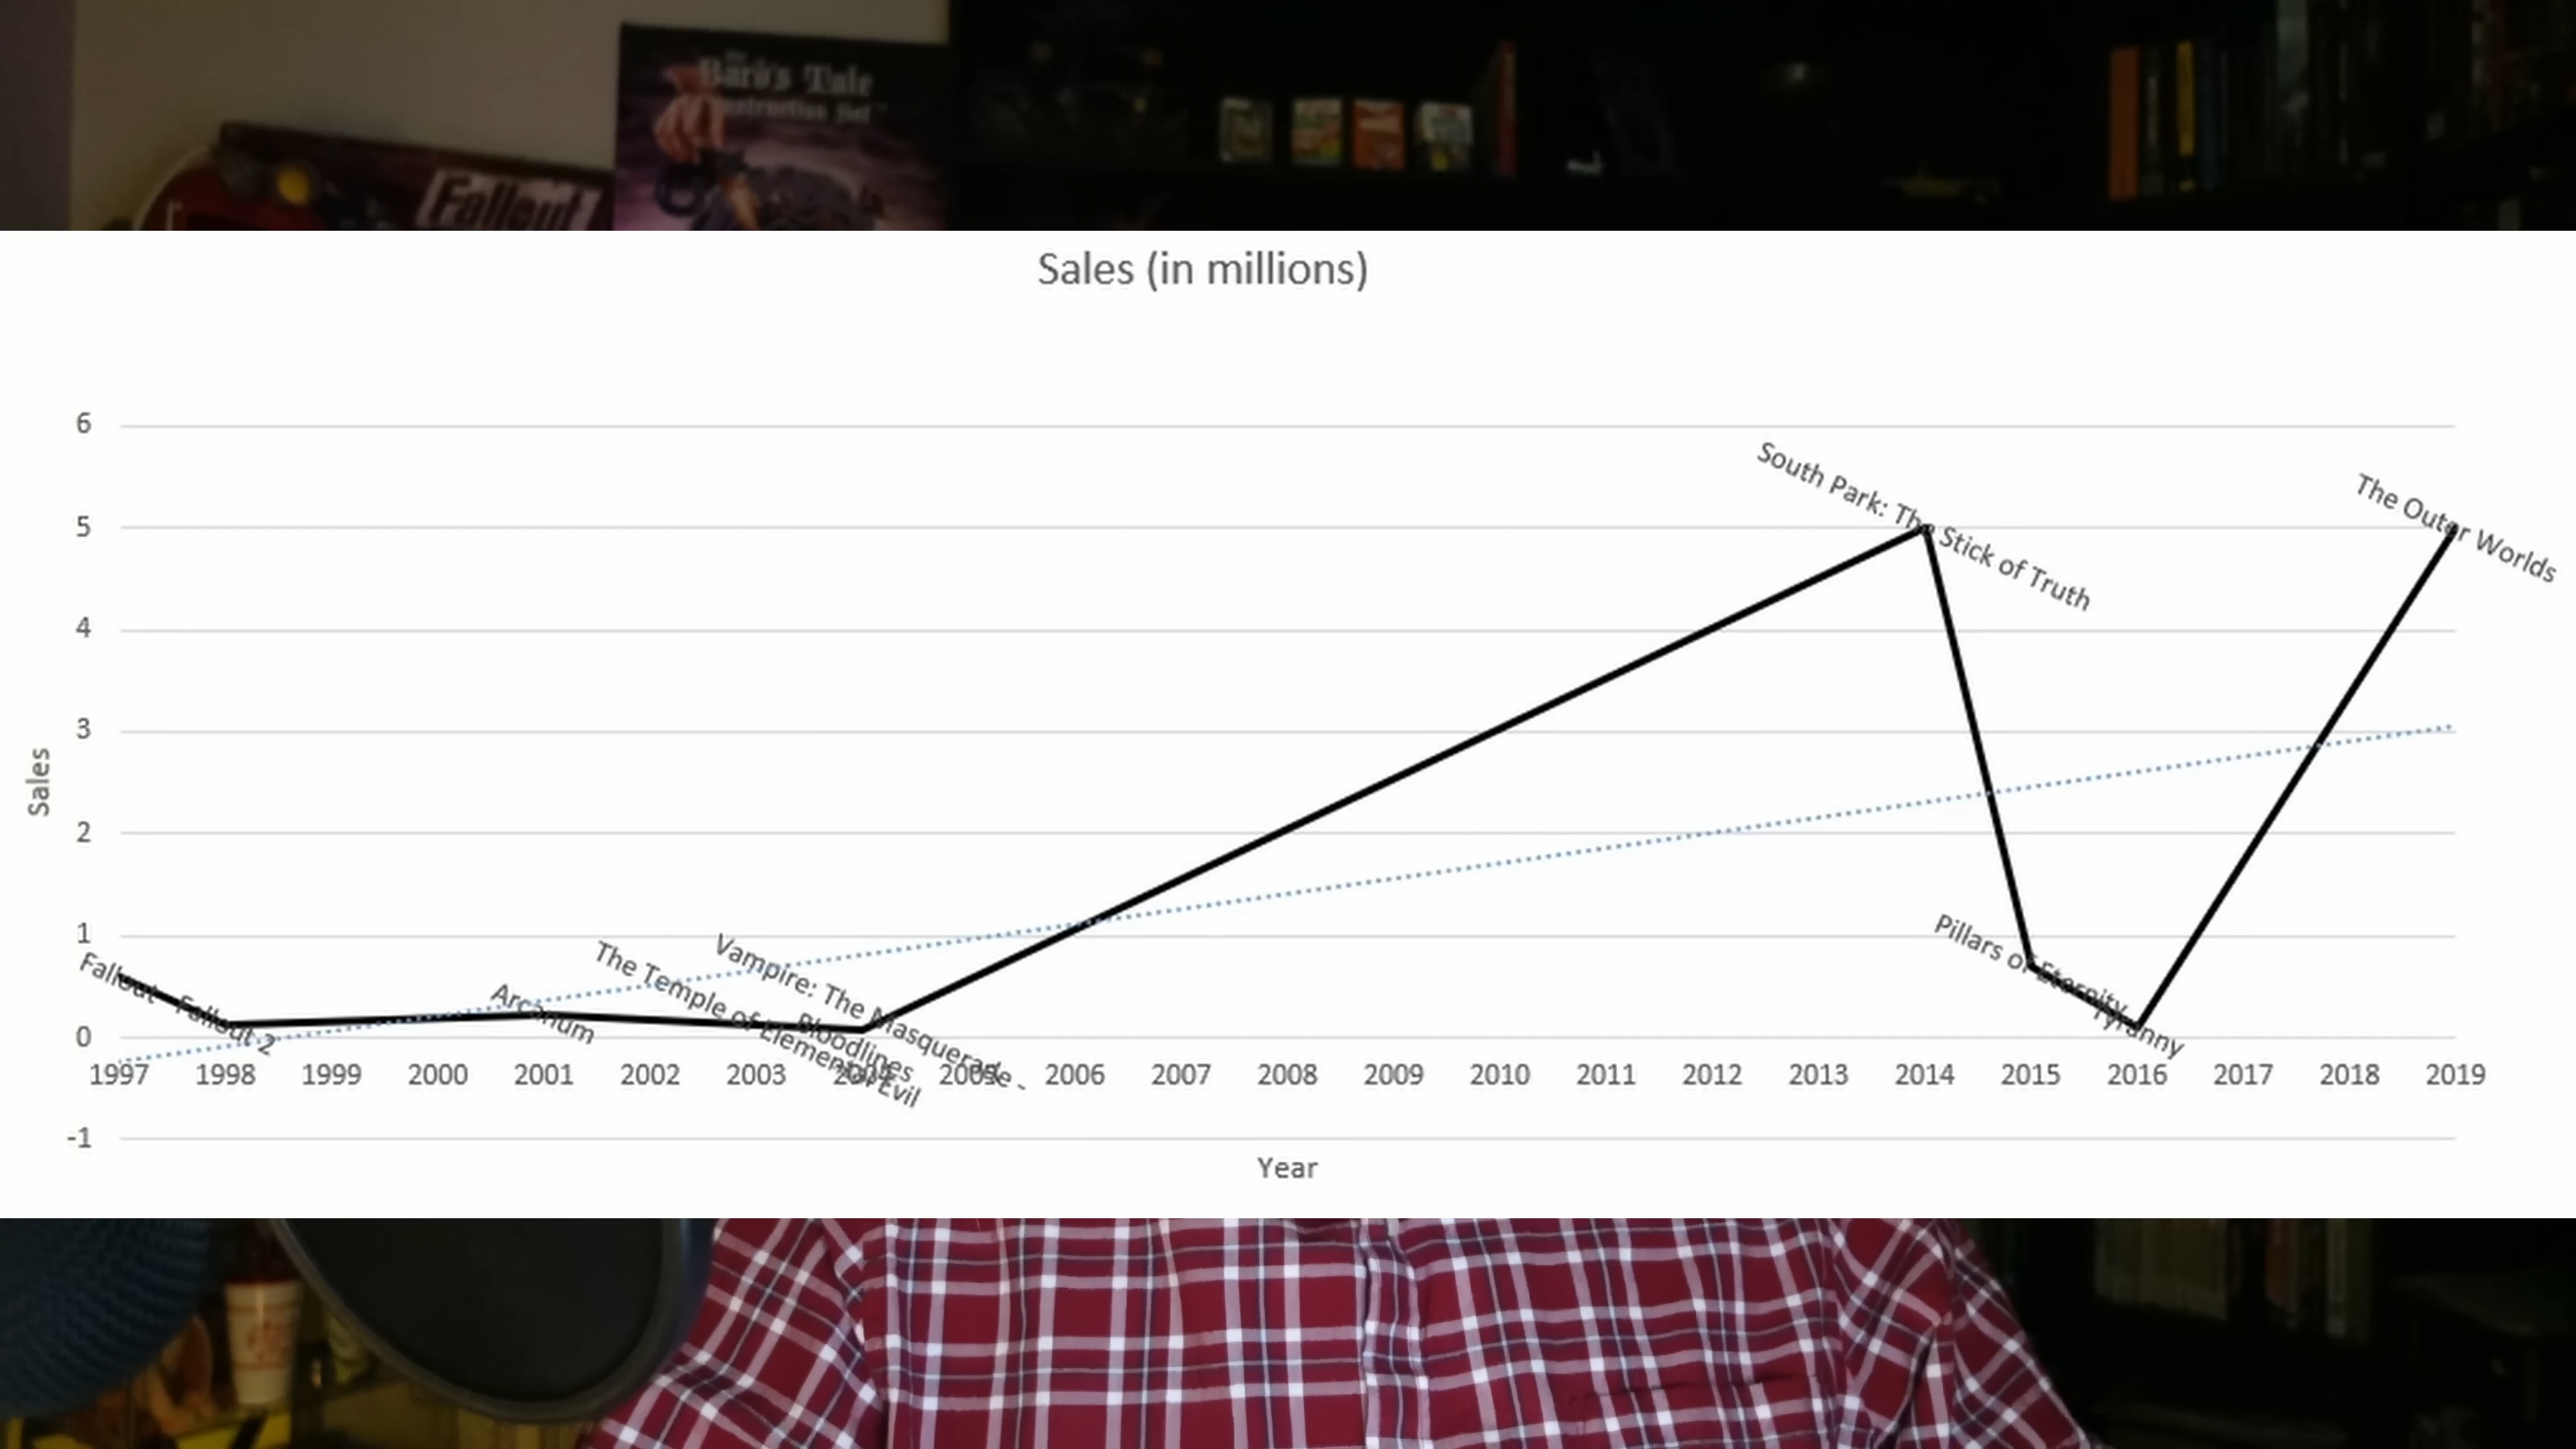 The
Bard's Tale
Construction Set
Fallout
Sales (in millions)
6
5
4
3
2
1
0
-1
Sales
South Park: The Stick of Truth
The Outer Worlds
Pillars of Eternity
Tyranny
Vampire: The Masquerade -
Bloodlines
The Temple of Elemental Evil
Arcanum
Fallout
Fallout 2
1997 1998 1999 2000 2001 2002 2003 2004 2005 2006 2007 2008 2009 2010 2011 2012 2013 2014 2015 2016 2017 2018 2019
Year